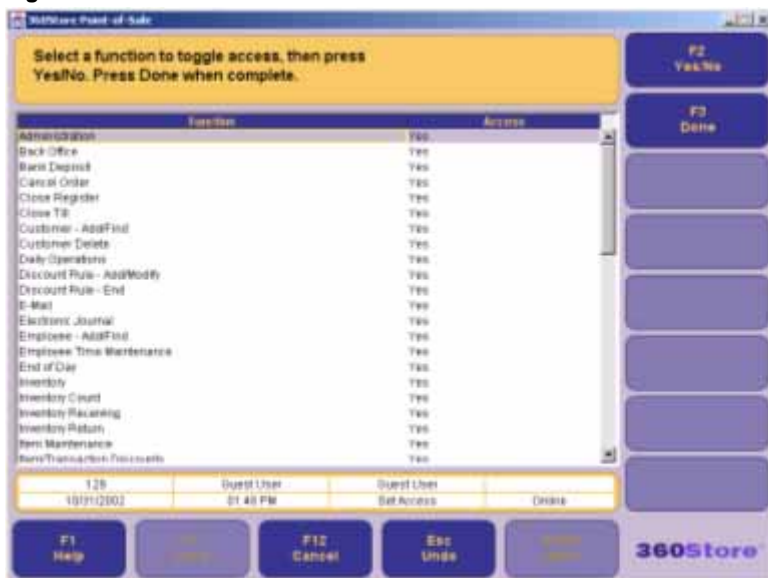 360Store Point-of-Sale
Select a function to toggle access, then press
Yes/No. Press Done when complete.
F2
Yes/No
F3
Done
Function Access
Administration Yes
Back Office Yes
Bank Deposit Yes
Cancel Order Yes
Close Register Yes
Close Till Yes
Customer - Add/Find Yes
Customer Delete Yes
Daily Operations Yes
Discount Rule - Add/Modify Yes
Discount Rule - End Yes
E-Mail Yes
Electronic Journal Yes
Employee - Add/Find Yes
Employee Time Maintenance Yes
End of Day Yes
Inventory Yes
Inventory Count Yes
Inventory Receiving Yes
Inventory Return Yes
Item Maintenance Yes
Item/Transaction Discounts Yes
128 Guest User Guest User
10/31/2002 01:48 PM Set Access Online
F1
Help
F12
Cancel
Esc
Undo
360Store